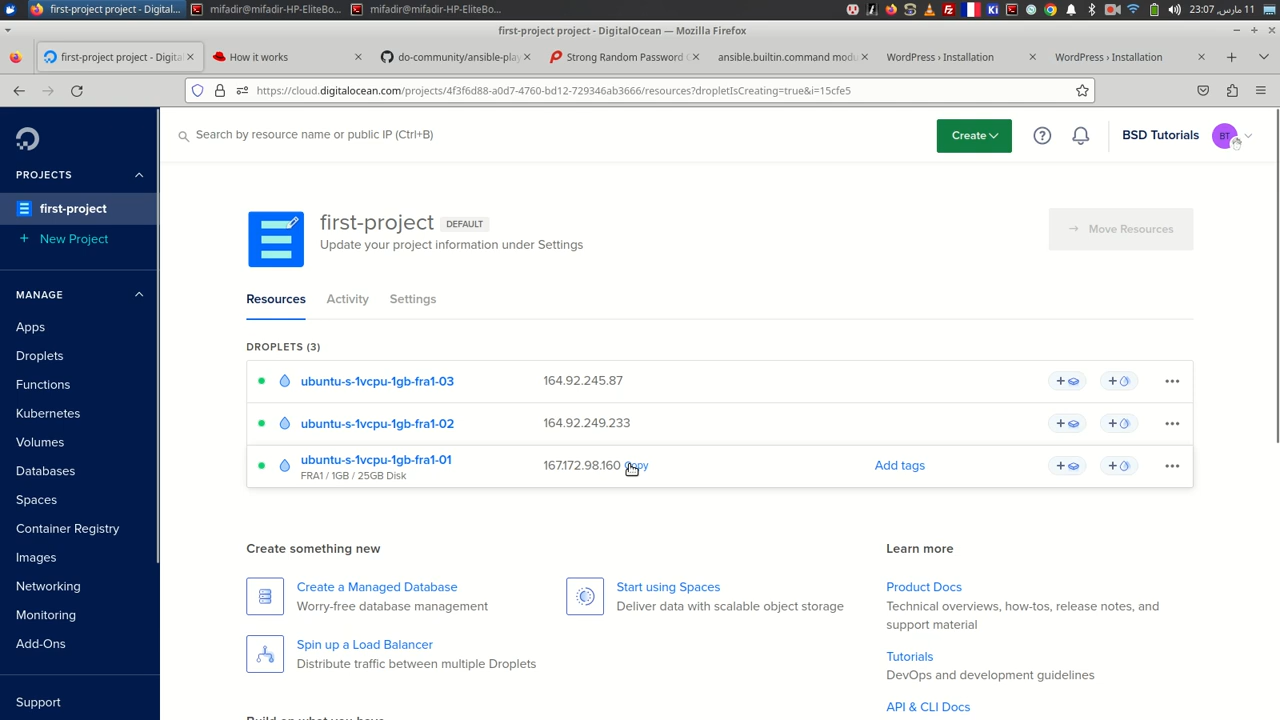 first-project project - Digital...
mifadir@mifadir-HP-EliteBo...
mifadir@mifadir-HP-EliteBo...
Ki
11 مارس, 23:07
first-project project - DigitalOcean — Mozilla Firefox
first-project project - Digita
How it works
do-community/ansible-play
Strong Random Password G
ansible.builtin.command modu
WordPress › Installation
WordPress › Installation
https://cloud.digitalocean.com/projects/4f3f6d88-a0d7-4760-bd12-729346ab3666/resources?dropletIsCreating=true&i=15cfe5
Search by resource name or public IP (Ctrl+B)
Create
BSD Tutorials
BT
PROJECTS
first-project
+ New Project
MANAGE
Apps
Droplets
Functions
Kubernetes
Volumes
Databases
Spaces
Container Registry
Images
Networking
Monitoring
Add-Ons
Support
first-project DEFAULT
Update your project information under Settings
→ Move Resources
Resources
Activity
Settings
DROPLETS (3)
ubuntu-s-1vcpu-1gb-fra1-03
164.92.245.87
ubuntu-s-1vcpu-1gb-fra1-02
164.92.249.233
ubuntu-s-1vcpu-1gb-fra1-01
FRA1 / 1GB / 25GB Disk
167.172.98.160 Copy
Add tags
Create something new
Create a Managed Database
Worry-free database management
Start using Spaces
Deliver data with scalable object storage
Spin up a Load Balancer
Distribute traffic between multiple Droplets
Learn more
Product Docs
Technical overviews, how-tos, release notes, and
support material
Tutorials
DevOps and development guidelines
API & CLI Docs